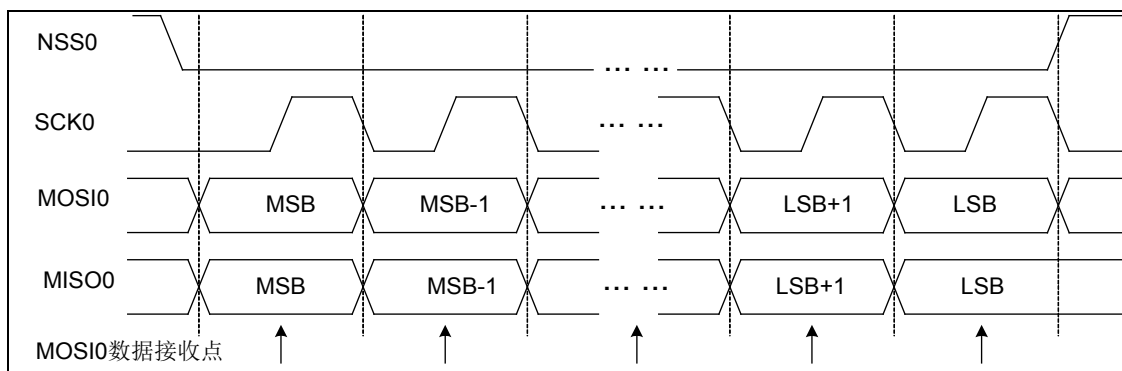 NSS0
... ...
SCK0
... ...
MOSI0 MSB MSB-1 ... ... LSB+1 LSB
MISO0 MSB MSB-1 ... ... LSB+1 LSB
MOSI0数据接收点